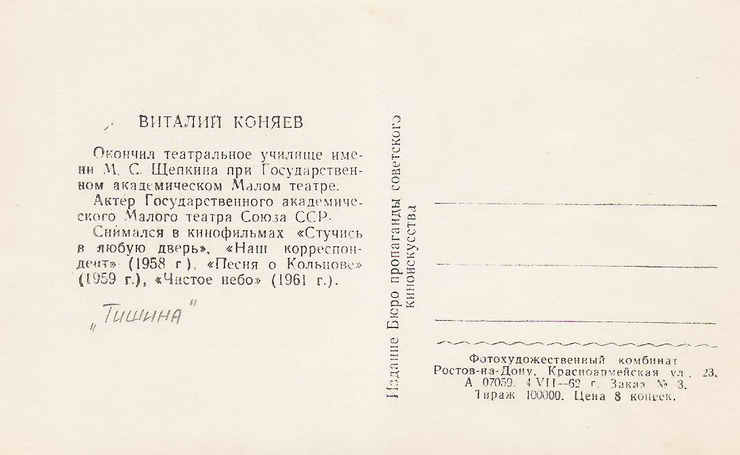 ВИТАЛИЙ КОНЯЕВ
Окончил театральное училище име-
ни М. С. Щепкина при Государствен-
ном академическом Малом театре.
Актер Государственного академиче-
ского Малого театра Союза ССР.
Снимался в кинофильмах «Стучись
в любую дверь», «Наш корреспон-
дент» (1958 г.), «Песня о Кольцове»
(1959 г.), «Чистое небо» (1961 г.).
„Тишина"
Издание Бюро пропаганды советского
киноискусства
Фотохудожественный комбинат
Ростов-на-Дону, Красноармейская ул., 23.
А 07059. 4 VII—62 г. Заказ № 3.
Тираж 100000. Цена 8 копеек.